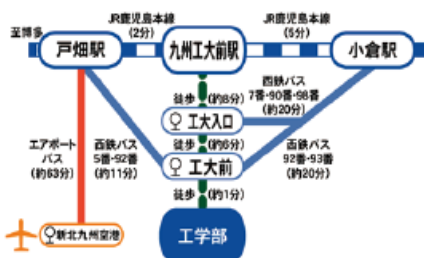 JR鹿児島本線
(2分)
JR鹿児島本線
(5分)
至博多
戸畑駅
九州工大前駅
小倉駅
徒歩 (約8分)
西鉄バス
7番・90番・98番
(約20分)
工大入口
エアポート
バス
(約63分)
西鉄バス
5番・92番
(約11分)
徒歩 (約6分)
西鉄バス
92番・93番
(約20分)
工大前
徒歩 (約1分)
新北九州空港
工学部